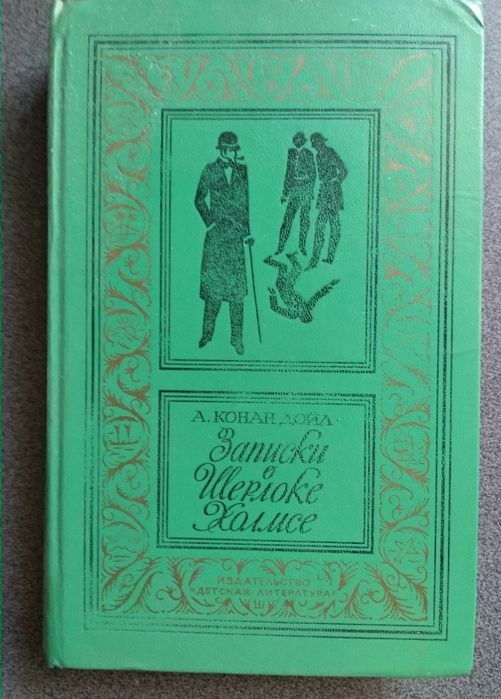 А. КОНАН ДОЙЛ
Записки
о
Шерлоке
Холмсе
ИЗДАТЕЛЬСТВО
"ДЕТСКАЯ ЛИТЕРАТУРА"